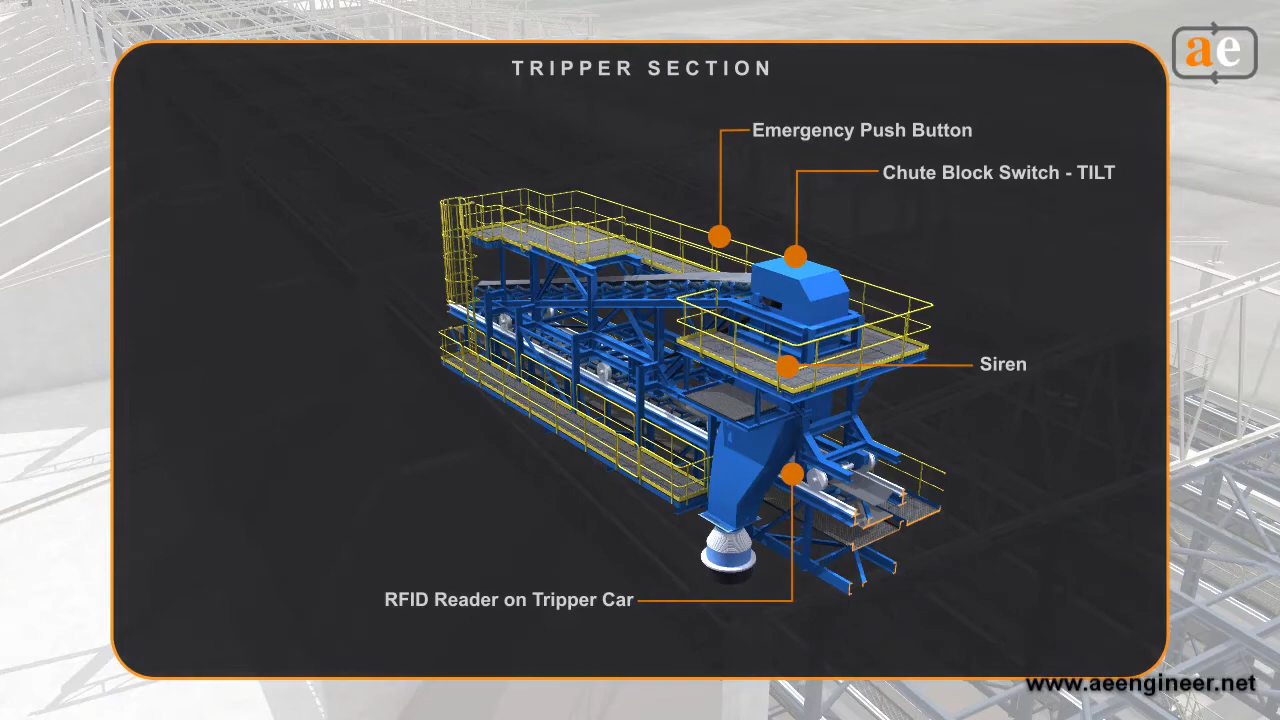 ae
TRIPPER SECTION
Emergency Push Button
Chute Block Switch - TILT
Siren
RFID Reader on Tripper Car
www.aeengineer.net